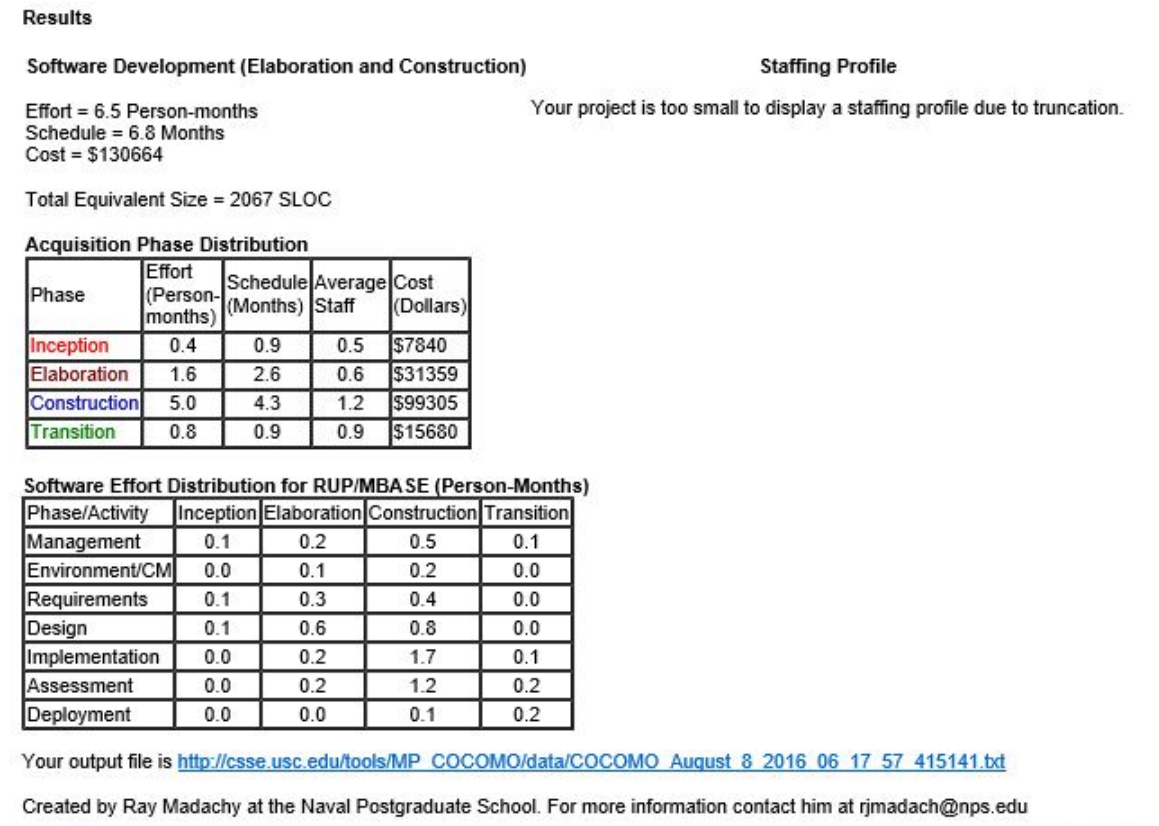 Results
Software Development (Elaboration and Construction)
Staffing Profile
Effort = 6.5 Person-months
Schedule = 6.8 Months
Cost = $130664
Your project is too small to display a staffing profile due to truncation.
Total Equivalent Size = 2067 SLOC
Acquisition Phase Distribution
Phase Effort (Person-months) Schedule (Months) Average Staff Cost (Dollars)
Inception 0.4 0.9 0.5 $7840
Elaboration 1.6 2.6 0.6 $31359
Construction 5.0 4.3 1.2 $99305
Transition 0.8 0.9 0.9 $15680
Software Effort Distribution for RUP/MBASE (Person-Months)
Phase/Activity Inception Elaboration Construction Transition
Management 0.1 0.2 0.5 0.1
Environment/CM 0.0 0.1 0.2 0.0
Requirements 0.1 0.3 0.4 0.0
Design 0.1 0.6 0.8 0.0
Implementation 0.0 0.2 1.7 0.1
Assessment 0.0 0.2 1.2 0.2
Deployment 0.0 0.0 0.1 0.2
Your output file is http://csse.usc.edu/tools/MP_COCOMO/data/COCOMO_August_8_2016_06_17_57_415141.txt
Created by Ray Madachy at the Naval Postgraduate School. For more information contact him at rjmadach@nps.edu